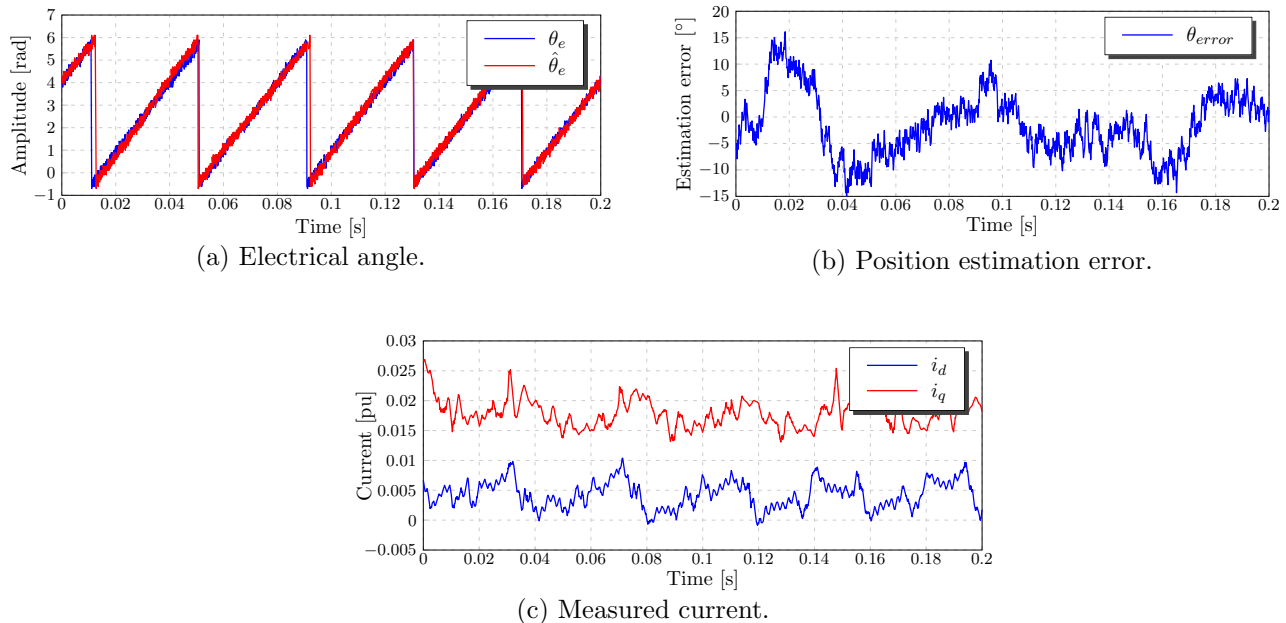 7
6
5
4
3
2
1
0
−1
Amplitude [rad]
θe
θ̂e
0 0.02 0.04 0.06 0.08 0.1 0.12 0.14 0.16 0.18 0.2
Time [s]
(a) Electrical angle.
20
15
10
5
0
−5
−10
−15
Estimation error [°]
θerror
0 0.02 0.04 0.06 0.08 0.1 0.12 0.14 0.16 0.18 0.2
Time [s]
(b) Position estimation error.
0.03
0.025
0.02
0.015
0.01
0.005
0
−0.005
Current [pu]
id
iq
0 0.02 0.04 0.06 0.08 0.1 0.12 0.14 0.16 0.18 0.2
Time [s]
(c) Measured current.